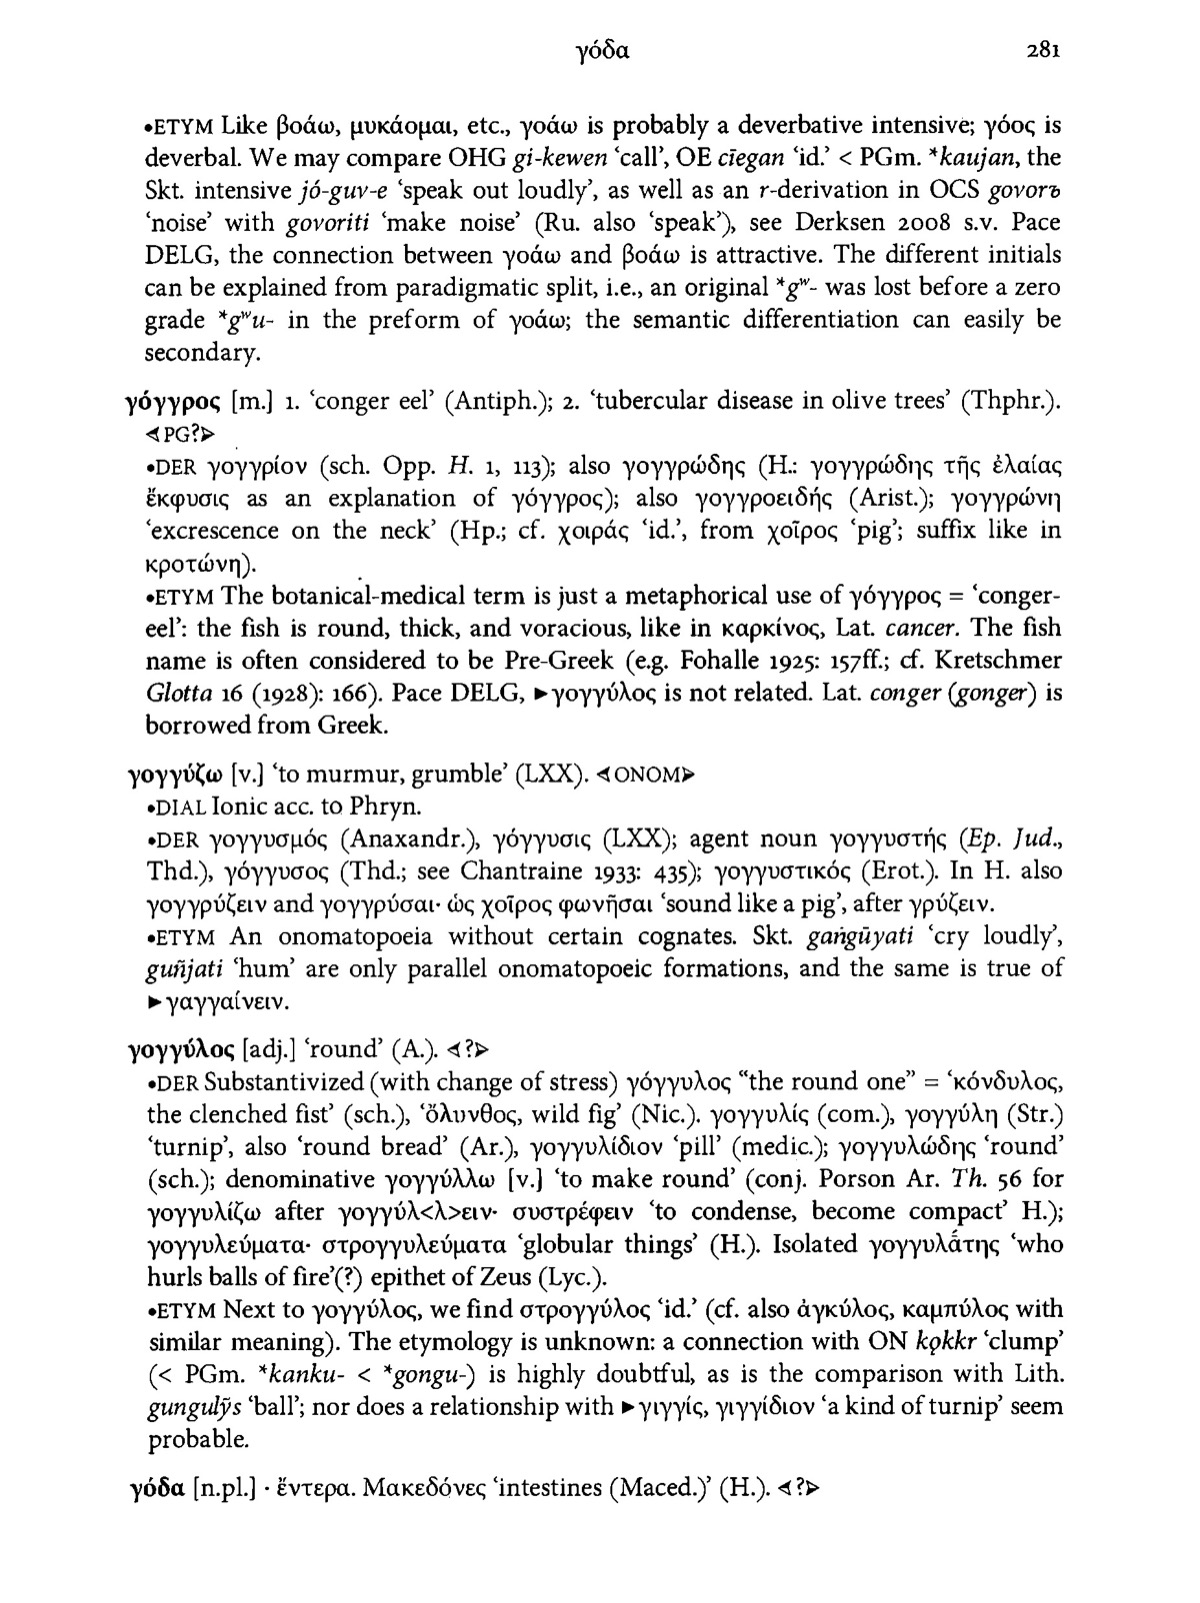 γόδα 281
•ETYM Like βοάω, μυκάομαι, etc., γοάω is probably a deverbative intensive; γόος is
deverbal. We may compare OHG gi-kewen ‘call’, OE cīegan ‘id.’ < PGm. *kaujan, the
Skt. intensive jó-guv-e ‘speak out loudly’, as well as an r-derivation in OCS govorъ
‘noise’ with govoriti ‘make noise’ (Ru. also ‘speak’), see Derksen 2008 s.v. Pace
DELG, the connection between γοάω and βοάω is attractive. The different initials
can be explained from paradigmatic split, i.e., an original *gʷ- was lost before a zero
grade *gʷu- in the preform of γοάω; the semantic differentiation can easily be
secondary.
γόγγρος [m.] 1. ‘conger eel’ (Antiph.); 2. ‘tubercular disease in olive trees’ (Thphr.).
⊲PG?⊳
•DER γογγρίον (sch. Opp. H. 1, 113); also γογγρώδης (H.: γογγρώδης τῆς ἐλαίας
ἔκφυσις as an explanation of γόγγρος); also γογγροειδής (Arist.); γογγρώνη
‘excrescence on the neck’ (Hp.; cf. χοιράς ‘id.’, from χοῖρος ‘pig’; suffix like in
κροτώνη).
•ETYM The botanical-medical term is just a metaphorical use of γόγγρος = ‘conger-
eel’: the fish is round, thick, and voracious, like in καρκίνος, Lat. cancer. The fish
name is often considered to be Pre-Greek (e.g. Fohalle 1925: 157ff.; cf. Kretschmer
Glotta 16 (1928): 166). Pace DELG, ►γογγύλος is not related. Lat. conger (gonger) is
borrowed from Greek.
γογγύζω [v.] ‘to murmur, grumble’ (LXX). ⊲ONOM⊳
•DIAL Ionic acc. to Phryn.
•DER γογγυσμός (Anaxandr.), γόγγυσις (LXX); agent noun γογγυστής (Ep. Jud.,
Thd.), γόγγυσος (Thd.; see Chantraine 1933: 435); γογγυστικός (Erot.). In H. also
γογγρύζειν and γογγρύσαι· ὡς χοῖρος φωνῆσαι ‘sound like a pig’, after γρύζειν.
•ETYM An onomatopoeia without certain cognates. Skt. gaṅgūyati ‘cry loudly’,
guñjati ‘hum’ are only parallel onomatopoeic formations, and the same is true of
►γαγγαίνειν.
γογγύλος [adj.] ‘round’ (A.). ⊲?⊳
•DER Substantivized (with change of stress) γόγγυλος “the round one” = ‘κόνδυλος,
the clenched fist’ (sch.), ‘ὄλυνθος, wild fig’ (Nic.). γογγυλίς (com.), γογγύλη (Str.)
‘turnip’, also ‘round bread’ (Ar.), γογγυλίδιον ‘pill’ (medic.); γογγυλώδης ‘round’
(sch.); denominative γογγύλλω [v.] ‘to make round’ (conj. Porson Ar. Th. 56 for
γογγυλίζω after γογγύλ<λ>ειν· συστρέφειν ‘to condense, become compact’ H.);
γογγυλεύματα· στρογγυλεύματα ‘globular things’ (H.). Isolated γογγυλᾱ́της ‘who
hurls balls of fire’(?) epithet of Zeus (Lyc.).
•ETYM Next to γογγύλος, we find στρογγύλος ‘id.’ (cf. also ἀγκύλος, καμπύλος with
similar meaning). The etymology is unknown: a connection with ON kǫkkr ‘clump’
(< PGm. *kanku- < *gongu-) is highly doubtful, as is the comparison with Lith.
gungulỹs ‘ball’; nor does a relationship with ►γιγγίς, γιγγίδιον ‘a kind of turnip’ seem
probable.
γόδα [n.pl.] · ἔντερα. Μακεδόνες ‘intestines (Maced.)’ (H.). ⊲?⊳